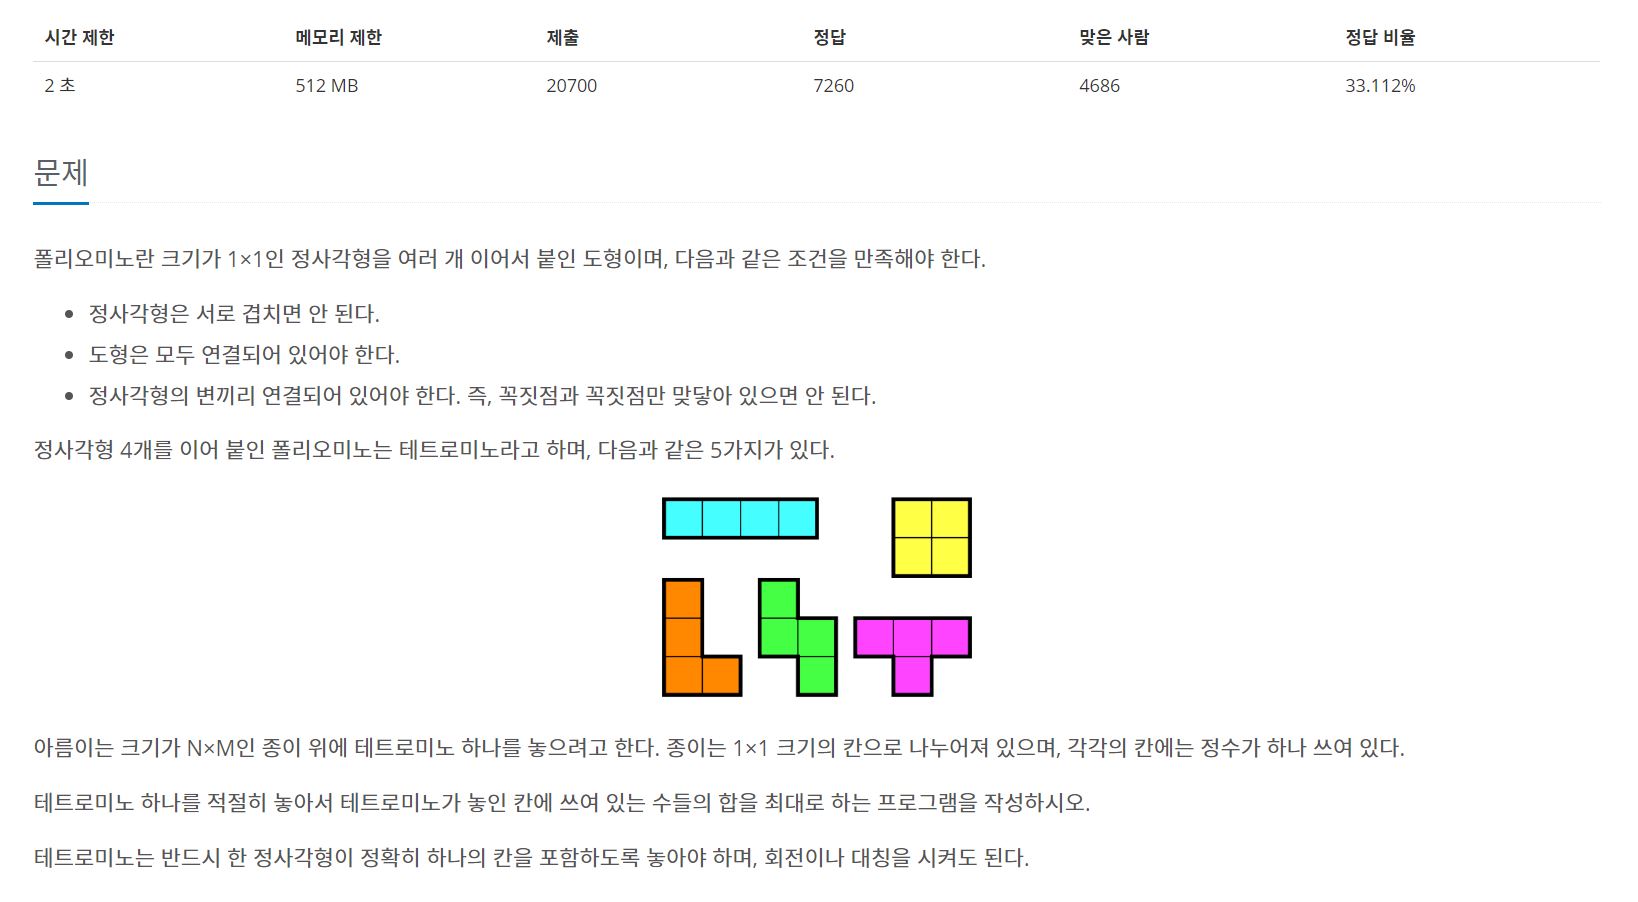 시간 제한 메모리 제한 제출 정답 맞은 사람 정답 비율
2 초 512 MB 20700 7260 4686 33.112%
문제
폴리오미노란 크기가 1×1인 정사각형을 여러 개 이어서 붙인 도형이며, 다음과 같은 조건을 만족해야 한다.
• 정사각형은 서로 겹치면 안 된다.
• 도형은 모두 연결되어 있어야 한다.
• 정사각형의 변끼리 연결되어 있어야 한다. 즉, 꼭짓점과 꼭짓점만 맞닿아 있으면 안 된다.
정사각형 4개를 이어 붙인 폴리오미노는 테트로미노라고 하며, 다음과 같은 5가지가 있다.
아름이는 크기가 N×M인 종이 위에 테트로미노 하나를 놓으려고 한다. 종이는 1×1 크기의 칸으로 나누어져 있으며, 각각의 칸에는 정수가 하나 쓰여 있다.
테트로미노 하나를 적절히 놓아서 테트로미노가 놓인 칸에 쓰여 있는 수들의 합을 최대로 하는 프로그램을 작성하시오.
테트로미노는 반드시 한 정사각형이 정확히 하나의 칸을 포함하도록 놓아야 하며, 회전이나 대칭을 시켜도 된다.